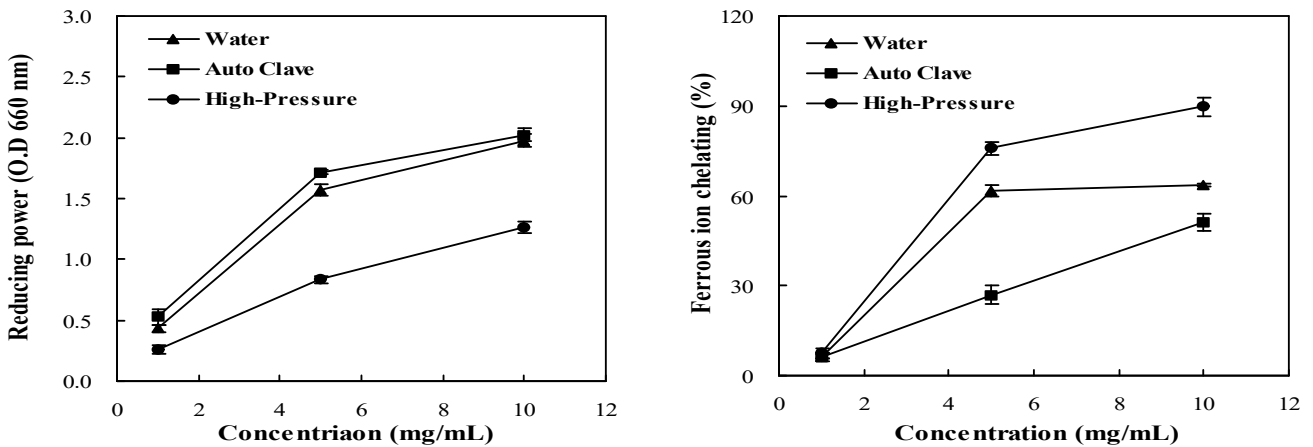 Reducing power (O.D 660 nm)
3.0
2.5
2.0
1.5
1.0
0.5
0.0
Water
Auto Clave
High-Pressure
0 2 4 6 8 10 12
Concentriaon (mg/mL)
Ferrous ion chelating (%)
120
90
60
30
0
Water
Auto Clave
High-Pressure
0 2 4 6 8 10 12
Concentration (mg/mL)